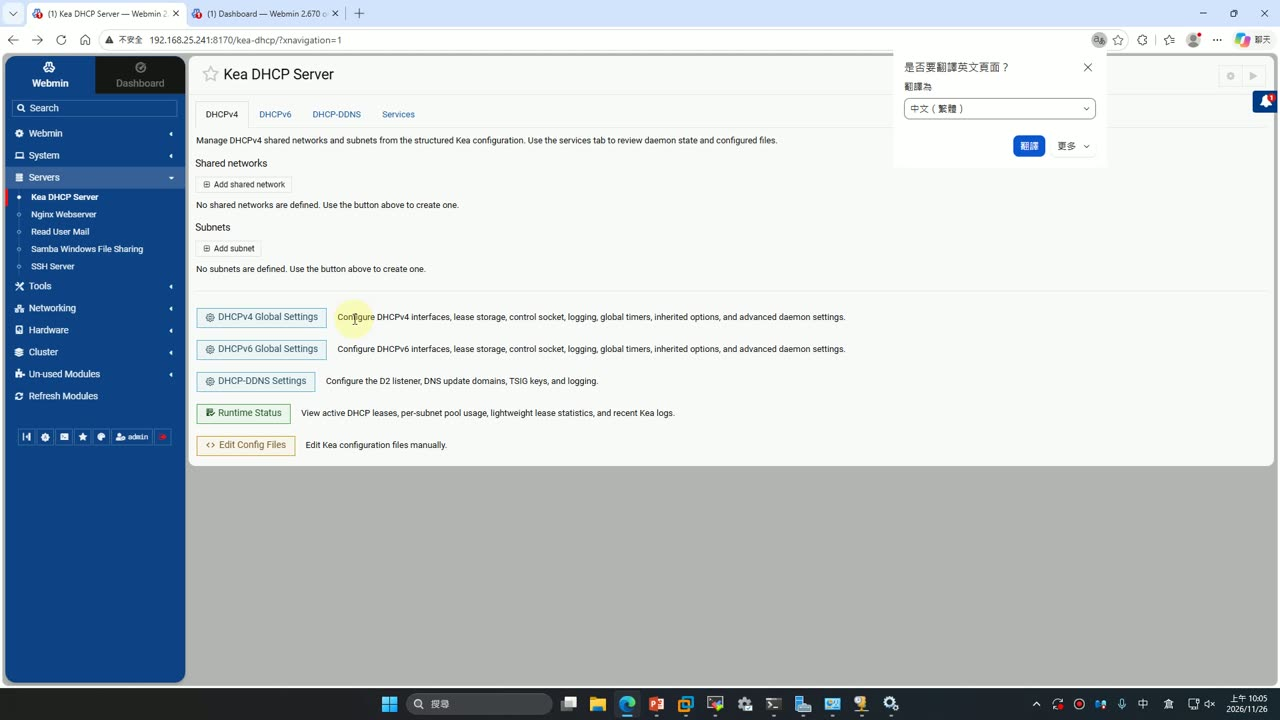 (1) Kea DHCP Server — Webmin 2.
(1) Dashboard — Webmin 2.670 o
不安全 192.168.25.241:8170/kea-dhcp/?xnavigation=1
聊天
Webmin
Dashboard
Search
Webmin
System
Servers
Kea DHCP Server
Nginx Webserver
Read User Mail
Samba Windows File Sharing
SSH Server
Tools
Networking
Hardware
Cluster
Un-used Modules
Refresh Modules
admin
Kea DHCP Server
DHCPv4 DHCPv6 DHCP-DDNS Services
Manage DHCPv4 shared networks and subnets from the structured Kea configuration. Use the services tab to review daemon state and configured files.
Shared networks
Add shared network
No shared networks are defined. Use the button above to create one.
Subnets
Add subnet
No subnets are defined. Use the button above to create one.
DHCPv4 Global Settings Configure DHCPv4 interfaces, lease storage, control socket, logging, global timers, inherited options, and advanced daemon settings.
DHCPv6 Global Settings Configure DHCPv6 interfaces, lease storage, control socket, logging, global timers, inherited options, and advanced daemon settings.
DHCP-DDNS Settings Configure the D2 listener, DNS update domains, TSIG keys, and logging.
Runtime Status View active DHCP leases, per-subnet pool usage, lightweight lease statistics, and recent Kea logs.
Edit Config Files Edit Kea configuration files manually.
是否要翻譯英文頁面？
翻譯為
中文（繁體）
翻譯 更多
搜尋
中
上午 10:05
2026/11/26